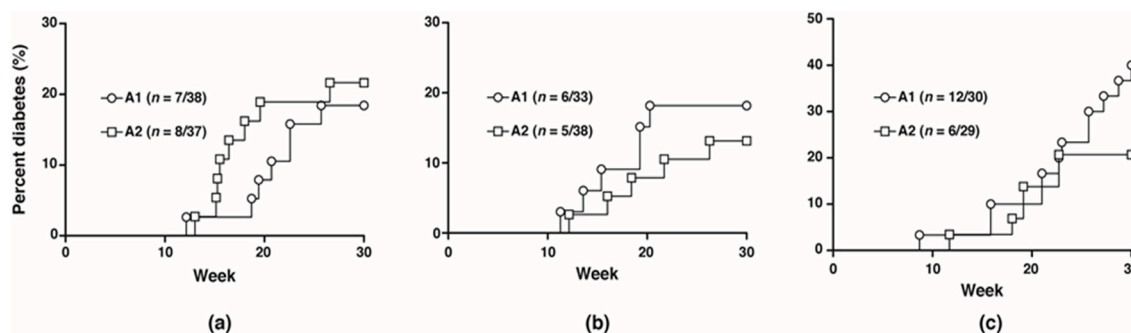 Percent diabetes (%)
30
20
10
0
A1 (n = 7/38)
A2 (n = 8/37)
0 10 20 30
Week
(a)
30
20
10
0
A1 (n = 6/33)
A2 (n = 5/38)
0 10 20 30
Week
(b)
50
40
30
20
10
0
A1 (n = 12/30)
A2 (n = 6/29)
0 10 20 30
Week
(c)